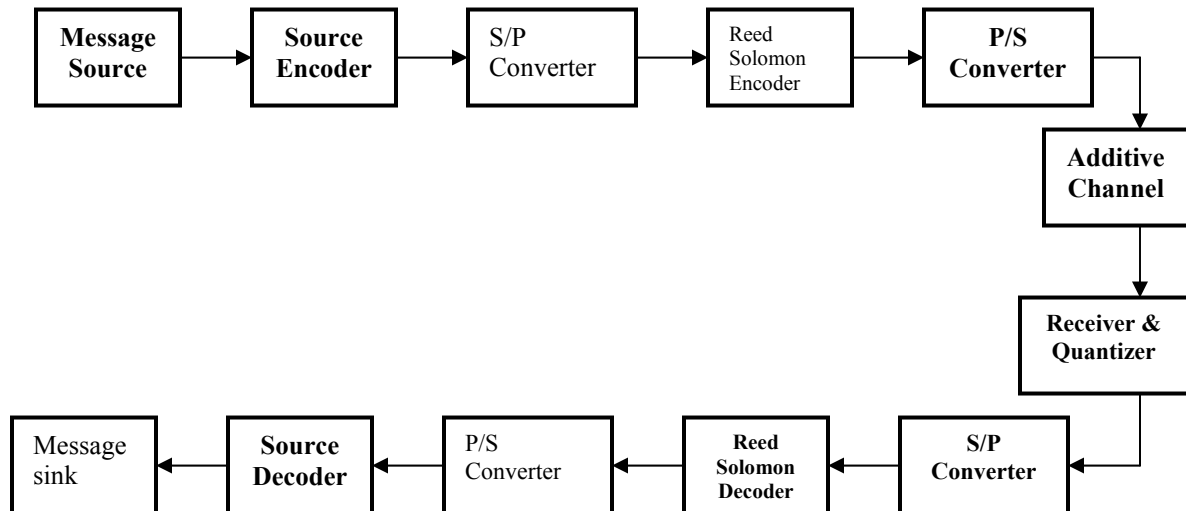 Message
Source
Source
Encoder
S/P
Converter
Reed
Solomon
Encoder
P/S
Converter
Additive
Channel
Receiver &
Quantizer
S/P
Converter
Reed
Solomon
Decoder
P/S
Converter
Source
Decoder
Message
sink